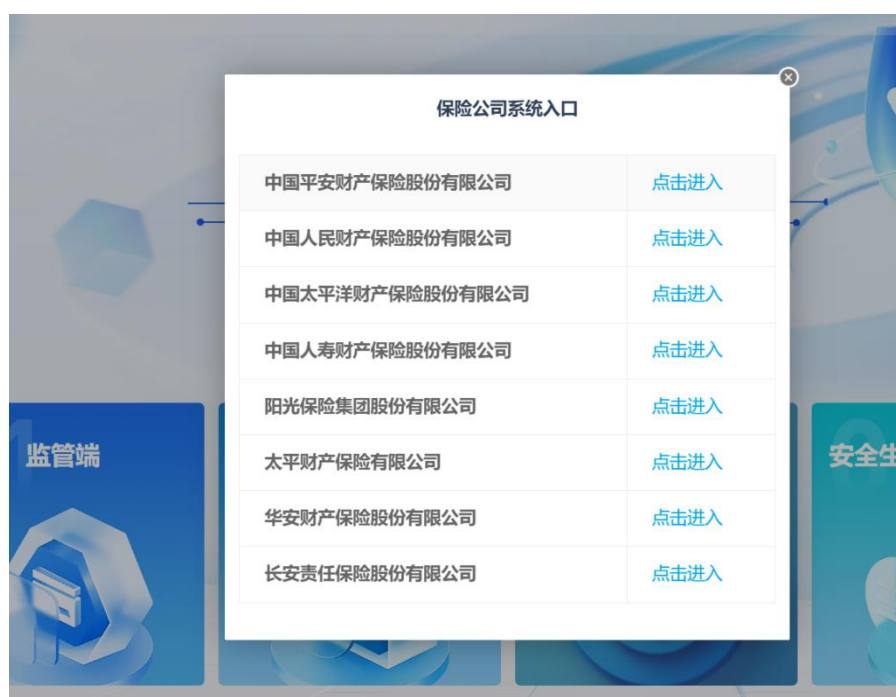 保险公司系统入口
中国平安财产保险股份有限公司 点击进入
中国人民财产保险股份有限公司 点击进入
中国太平洋财产保险股份有限公司 点击进入
中国人寿财产保险股份有限公司 点击进入
阳光保险集团股份有限公司 点击进入
太平财产保险有限公司 点击进入
华安财产保险股份有限公司 点击进入
长安责任保险股份有限公司 点击进入
监管端
安全生